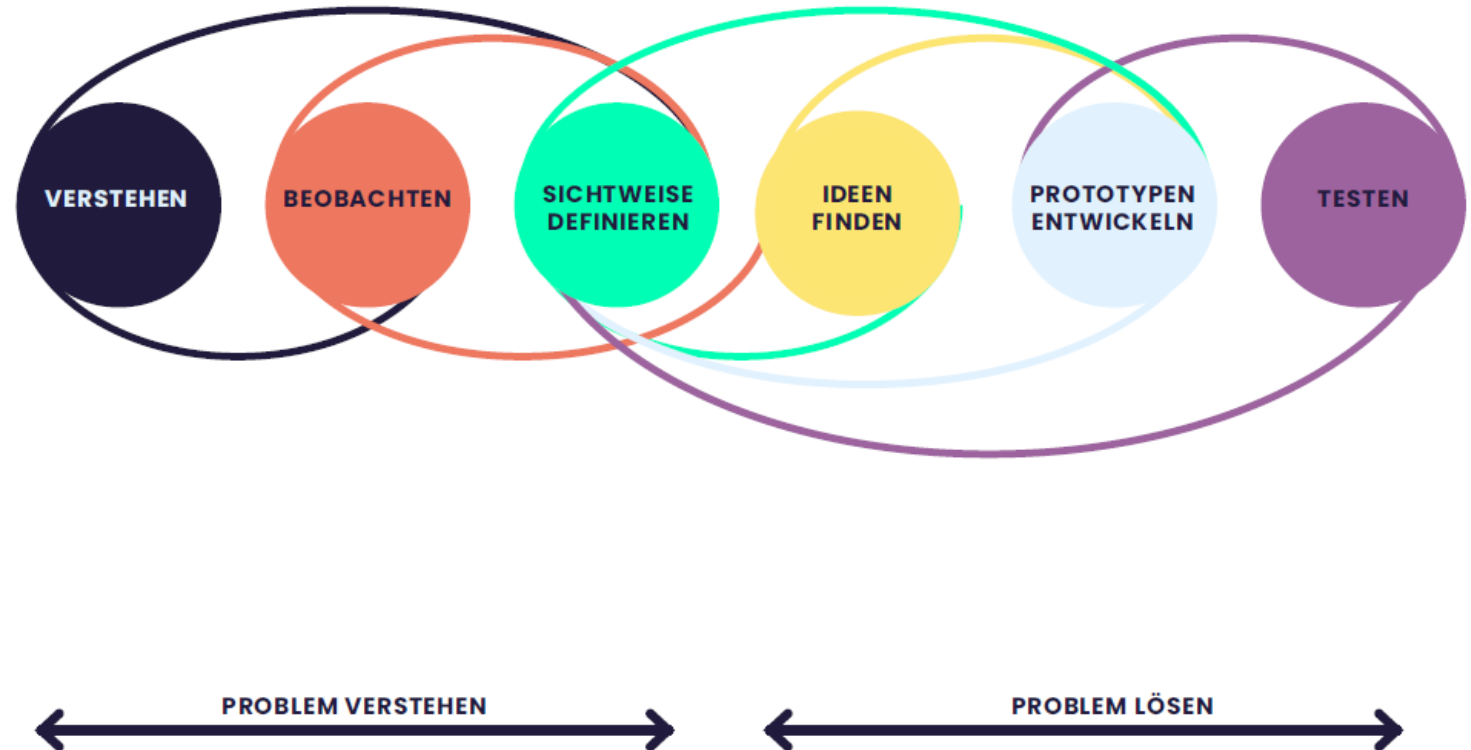 VERSTEHEN
BEOBACHTEN
SICHTWEISE
DEFINIEREN
IDEEN
FINDEN
PROTOTYPEN
ENTWICKELN
TESTEN
PROBLEM VERSTEHEN
PROBLEM LÖSEN